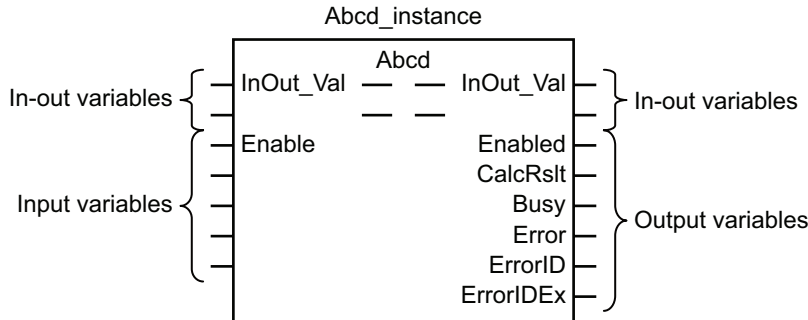 Abcd_instance
Abcd
In-out variables
InOut_Val
InOut_Val
In-out variables
Enable
Enabled
CalcRslt
Input variables
Busy
Output variables
Error
ErrorID
ErrorIDEx